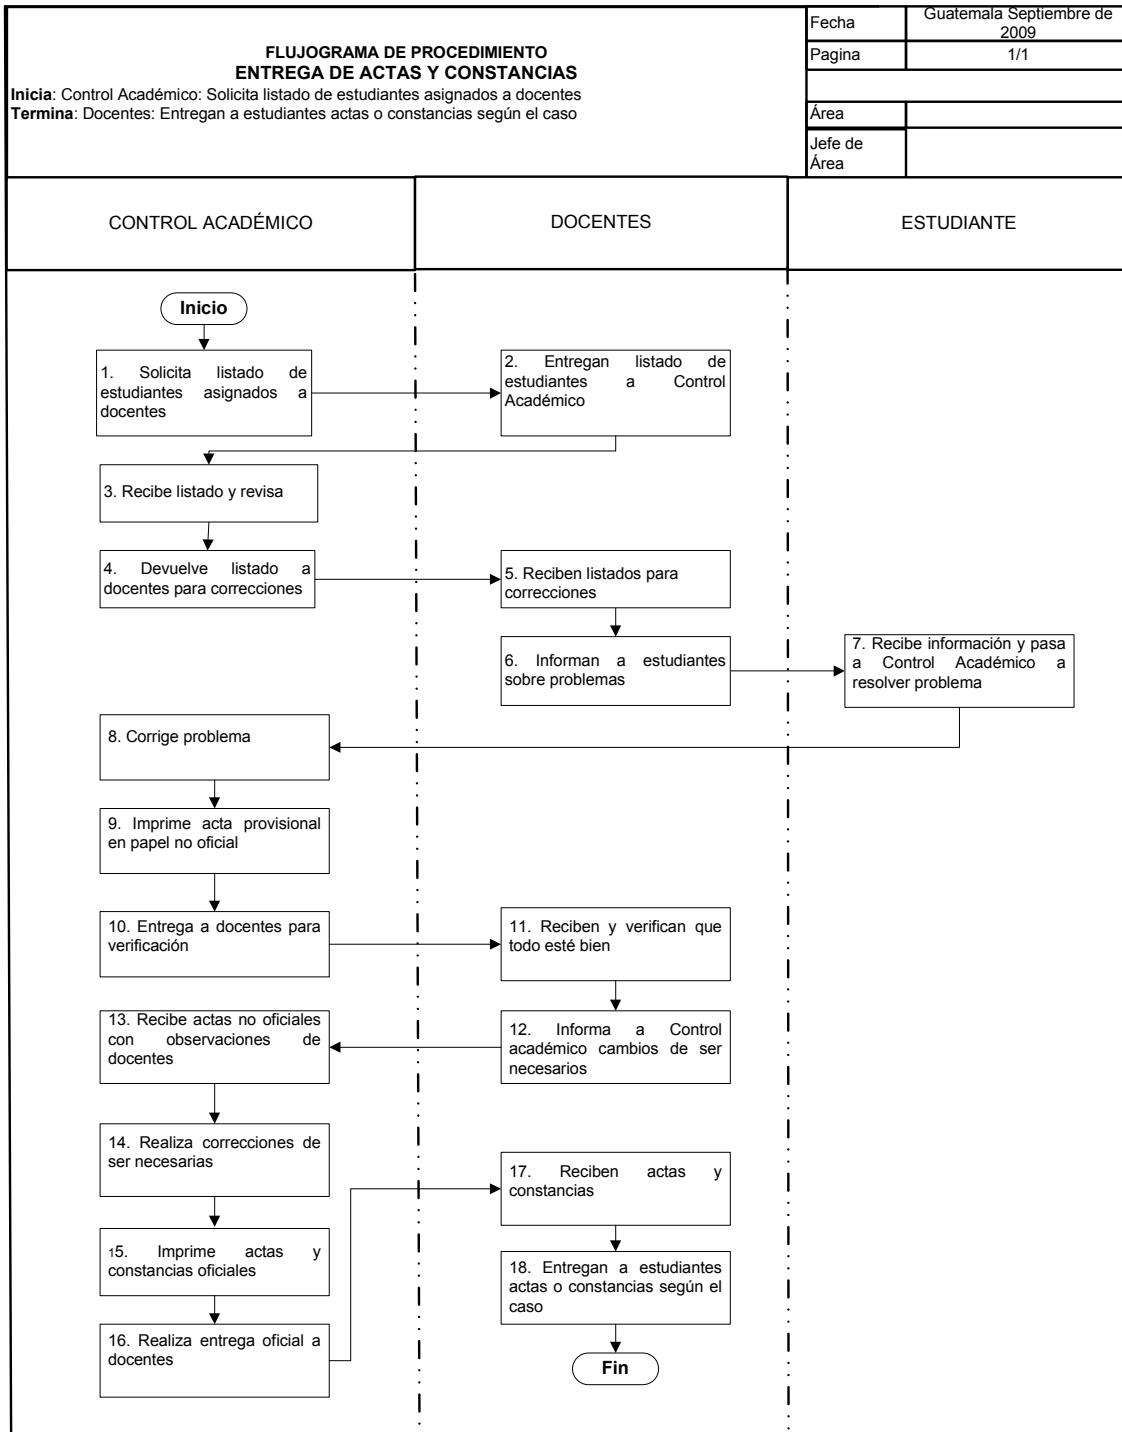 FLUJOGRAMA DE PROCEDIMIENTO
ENTREGA DE ACTAS Y CONSTANCIAS
Inicia: Control Académico: Solicita listado de estudiantes asignados a docentes
Termina: Docentes: Entregan a estudiantes actas o constancias según el caso
Fecha
Guatemala Septiembre de
2009
Pagina
1/1
Área
Jefe de
Área
CONTROL ACADÉMICO
DOCENTES
ESTUDIANTE
Inicio
1. Solicita listado de
estudiantes asignados a
docentes
2. Entregan listado de
estudiantes a Control
Académico
3. Recibe listado y revisa
4. Devuelve listado a
docentes para correcciones
5. Reciben listados para
correcciones
6. Informan a estudiantes
sobre problemas
7. Recibe información y pasa
a Control Académico a
resolver problema
8. Corrige problema
9. Imprime acta provisional
en papel no oficial
10. Entrega a docentes para
verificación
11. Reciben y verifican que
todo esté bien
12. Informa a Control
académico cambios de ser
necesarios
13. Recibe actas no oficiales
con observaciones de
docentes
14. Realiza correcciones de
ser necesarias
15. Imprime actas y
constancias oficiales
16. Realiza entrega oficial a
docentes
17. Reciben actas y
constancias
18. Entregan a estudiantes
actas o constancias según el
caso
Fin